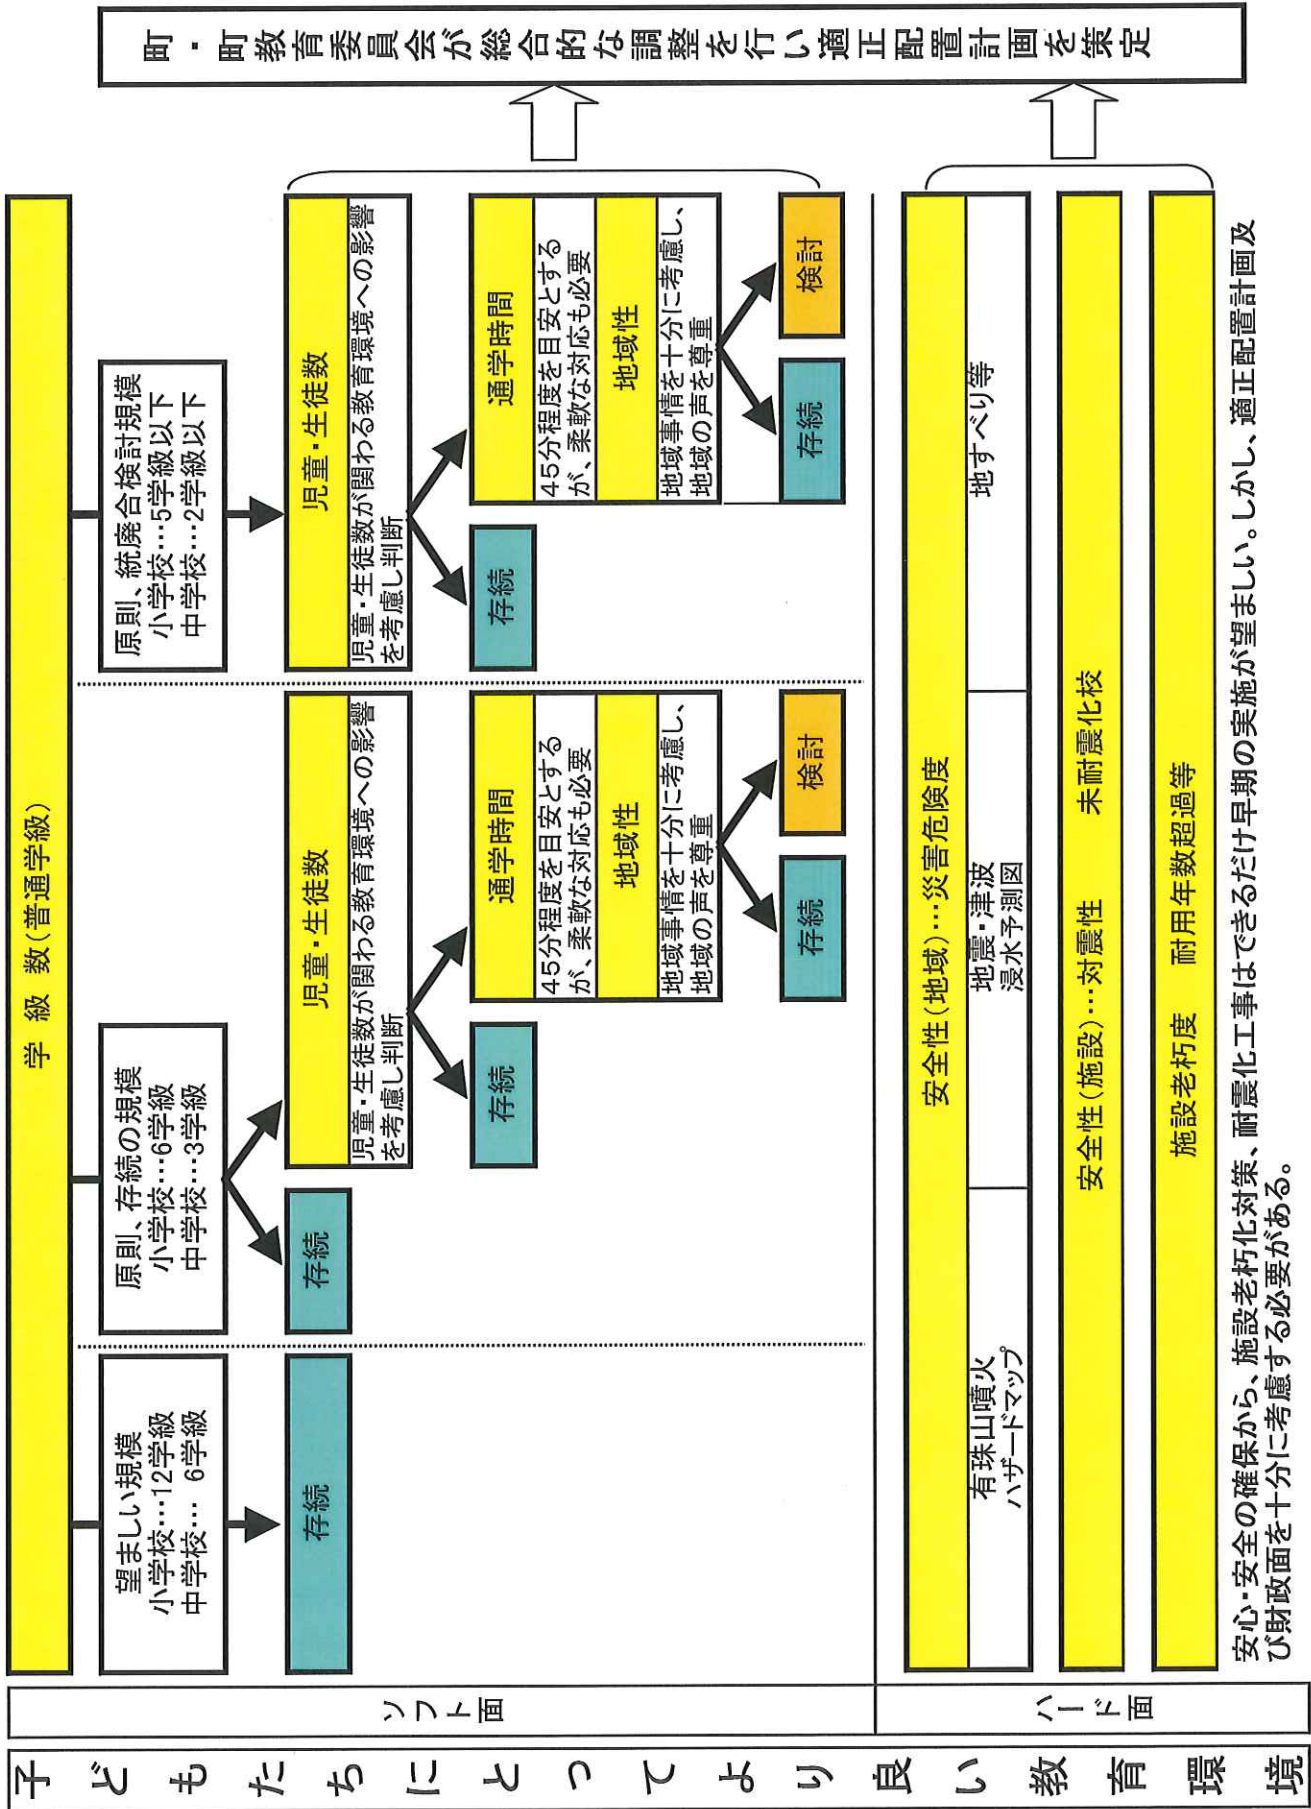 子どもたちにとってより良い教育環境
ソフト面
学 級 数(普通学級)
望ましい規模
小学校…12学級
中学校… 6学級
存続
原則、存続の規模
小学校…6学級
中学校…3学級
存続
児童・生徒数
児童・生徒数が関わる教育環境への影響
を考慮し判断
存続
通学時間
45分程度を目安とする
が、柔軟な対応も必要
地域性
地域事情を十分に考慮し、
地域の声を尊重
存続
検討
原則、統廃合検討規模
小学校…5学級以下
中学校…2学級以下
児童・生徒数
児童・生徒数が関わる教育環境への影響
を考慮し判断
存続
通学時間
45分程度を目安とする
が、柔軟な対応も必要
地域性
地域事情を十分に考慮し、
地域の声を尊重
存続
検討
ハード面
安全性(地域)…災害危険度
有珠山噴火
ハザードマップ
地震・津波
浸水予測図
地すべり等
安全性(施設)…対震性 未耐震化校
施設老朽度 耐用年数超過等
安心・安全の確保から、施設老朽化対策、耐震化工事はできるだけ早期の実施が望ましい。しかし、適正配置計画及
び財政面を十分に考慮する必要がある。
町・町教育委員会が総合的な調整を行い適正配置計画を策定